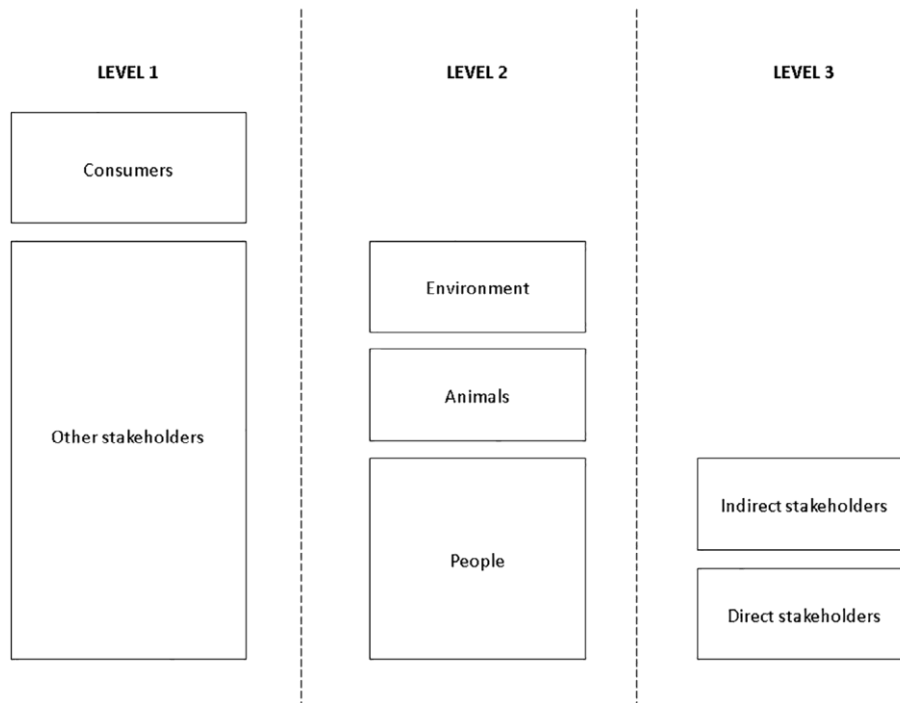 LEVEL 1
LEVEL 2
LEVEL 3
Consumers
Other stakeholders
Environment
Animals
People
Indirect stakeholders
Direct stakeholders